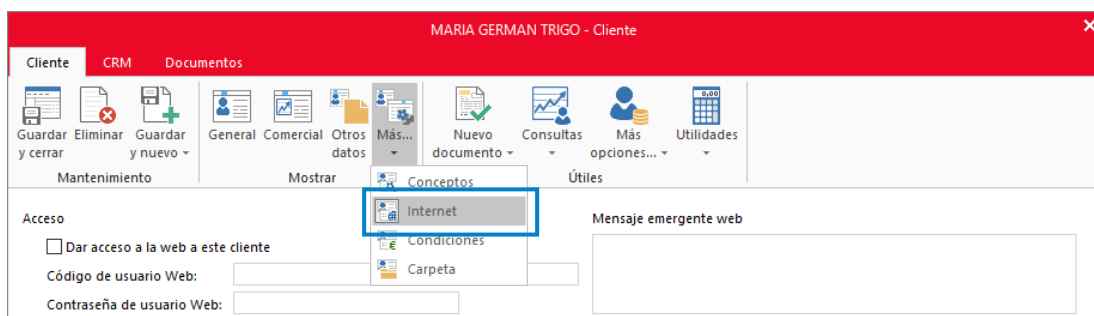 MARIA GERMAN TRIGO - Cliente
Cliente CRM Documentos
Guardar y cerrar
Eliminar
Guardar y nuevo
General
Comercial
Otros datos
Más...
Nuevo documento
Consultas
Más opciones...
Utilidades
0,00
Mantenimiento Mostrar Útiles
Conceptos
Internet
Condiciones
Carpeta
Acceso
Dar acceso a la web a este cliente
Código de usuario Web:
Contraseña de usuario Web:
Mensaje emergente web